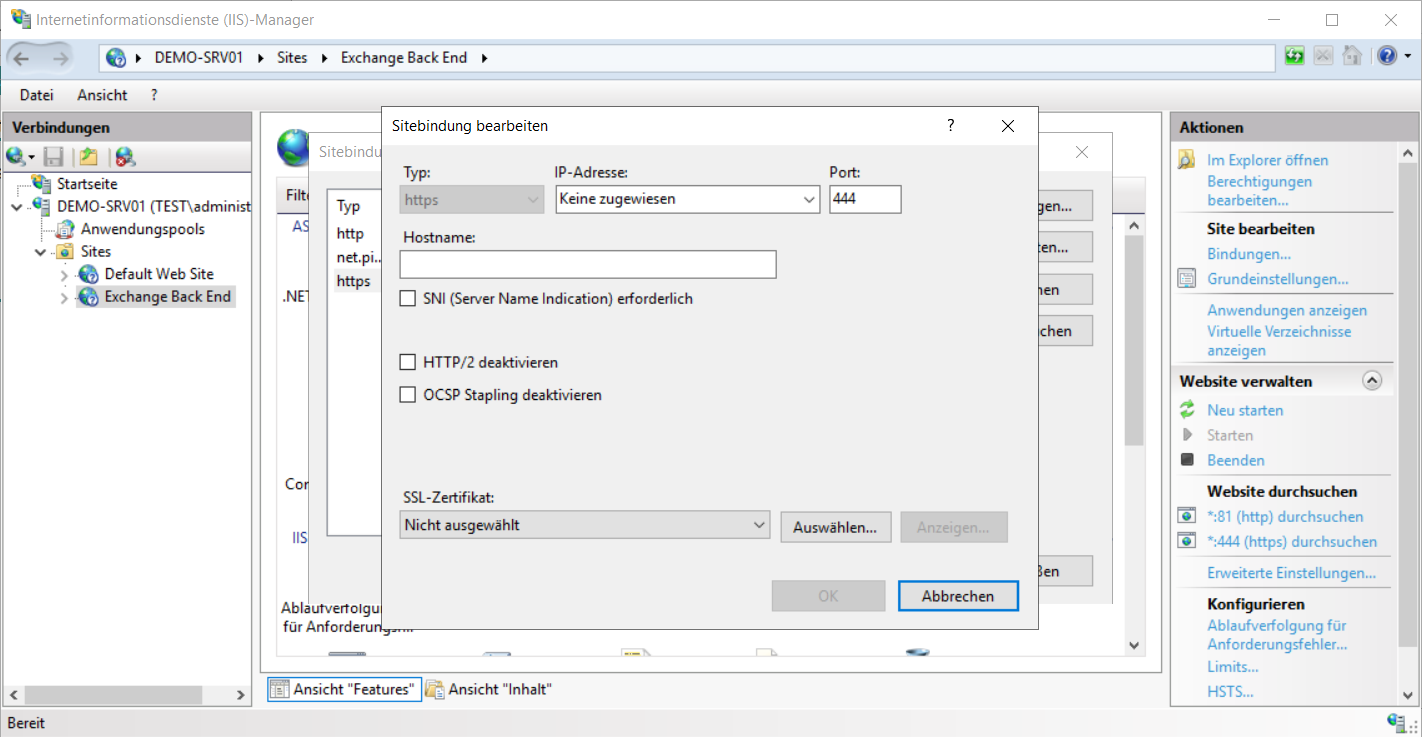 Internetinformationsdienste (IIS)-Manager
DEMO-SRV01 Sites Exchange Back End
Datei Ansicht ?
Verbindungen
Startseite
DEMO-SRV01 (TEST\administ
Anwendungspools
Sites
Default Web Site
Exchange Back End
Filte
AS
.NET
Cor
IIS
Ablaufverfolgu
für Anforderungsf...
Sitebindu
Typ
http
net.pi...
https
gen...
ten...
nen
chen
ßen
Sitebindung bearbeiten
?
Typ: IP-Adresse: Port:
https Keine zugewiesen 444
Hostname:
SNI (Server Name Indication) erforderlich
HTTP/2 deaktivieren
OCSP Stapling deaktivieren
SSL-Zertifikat:
Nicht ausgewählt Auswählen... Anzeigen...
OK Abbrechen
Ansicht "Features" Ansicht "Inhalt"
Aktionen
Im Explorer öffnen
Berechtigungen
bearbeiten...
Site bearbeiten
Bindungen...
Grundeinstellungen...
Anwendungen anzeigen
Virtuelle Verzeichnisse
anzeigen
Website verwalten
Neu starten
Starten
Beenden
Website durchsuchen
*:81 (http) durchsuchen
*:444 (https) durchsuchen
Erweiterte Einstellungen...
Konfigurieren
Ablaufverfolgung für
Anforderungsfehler...
Limits...
HSTS...
Bereit